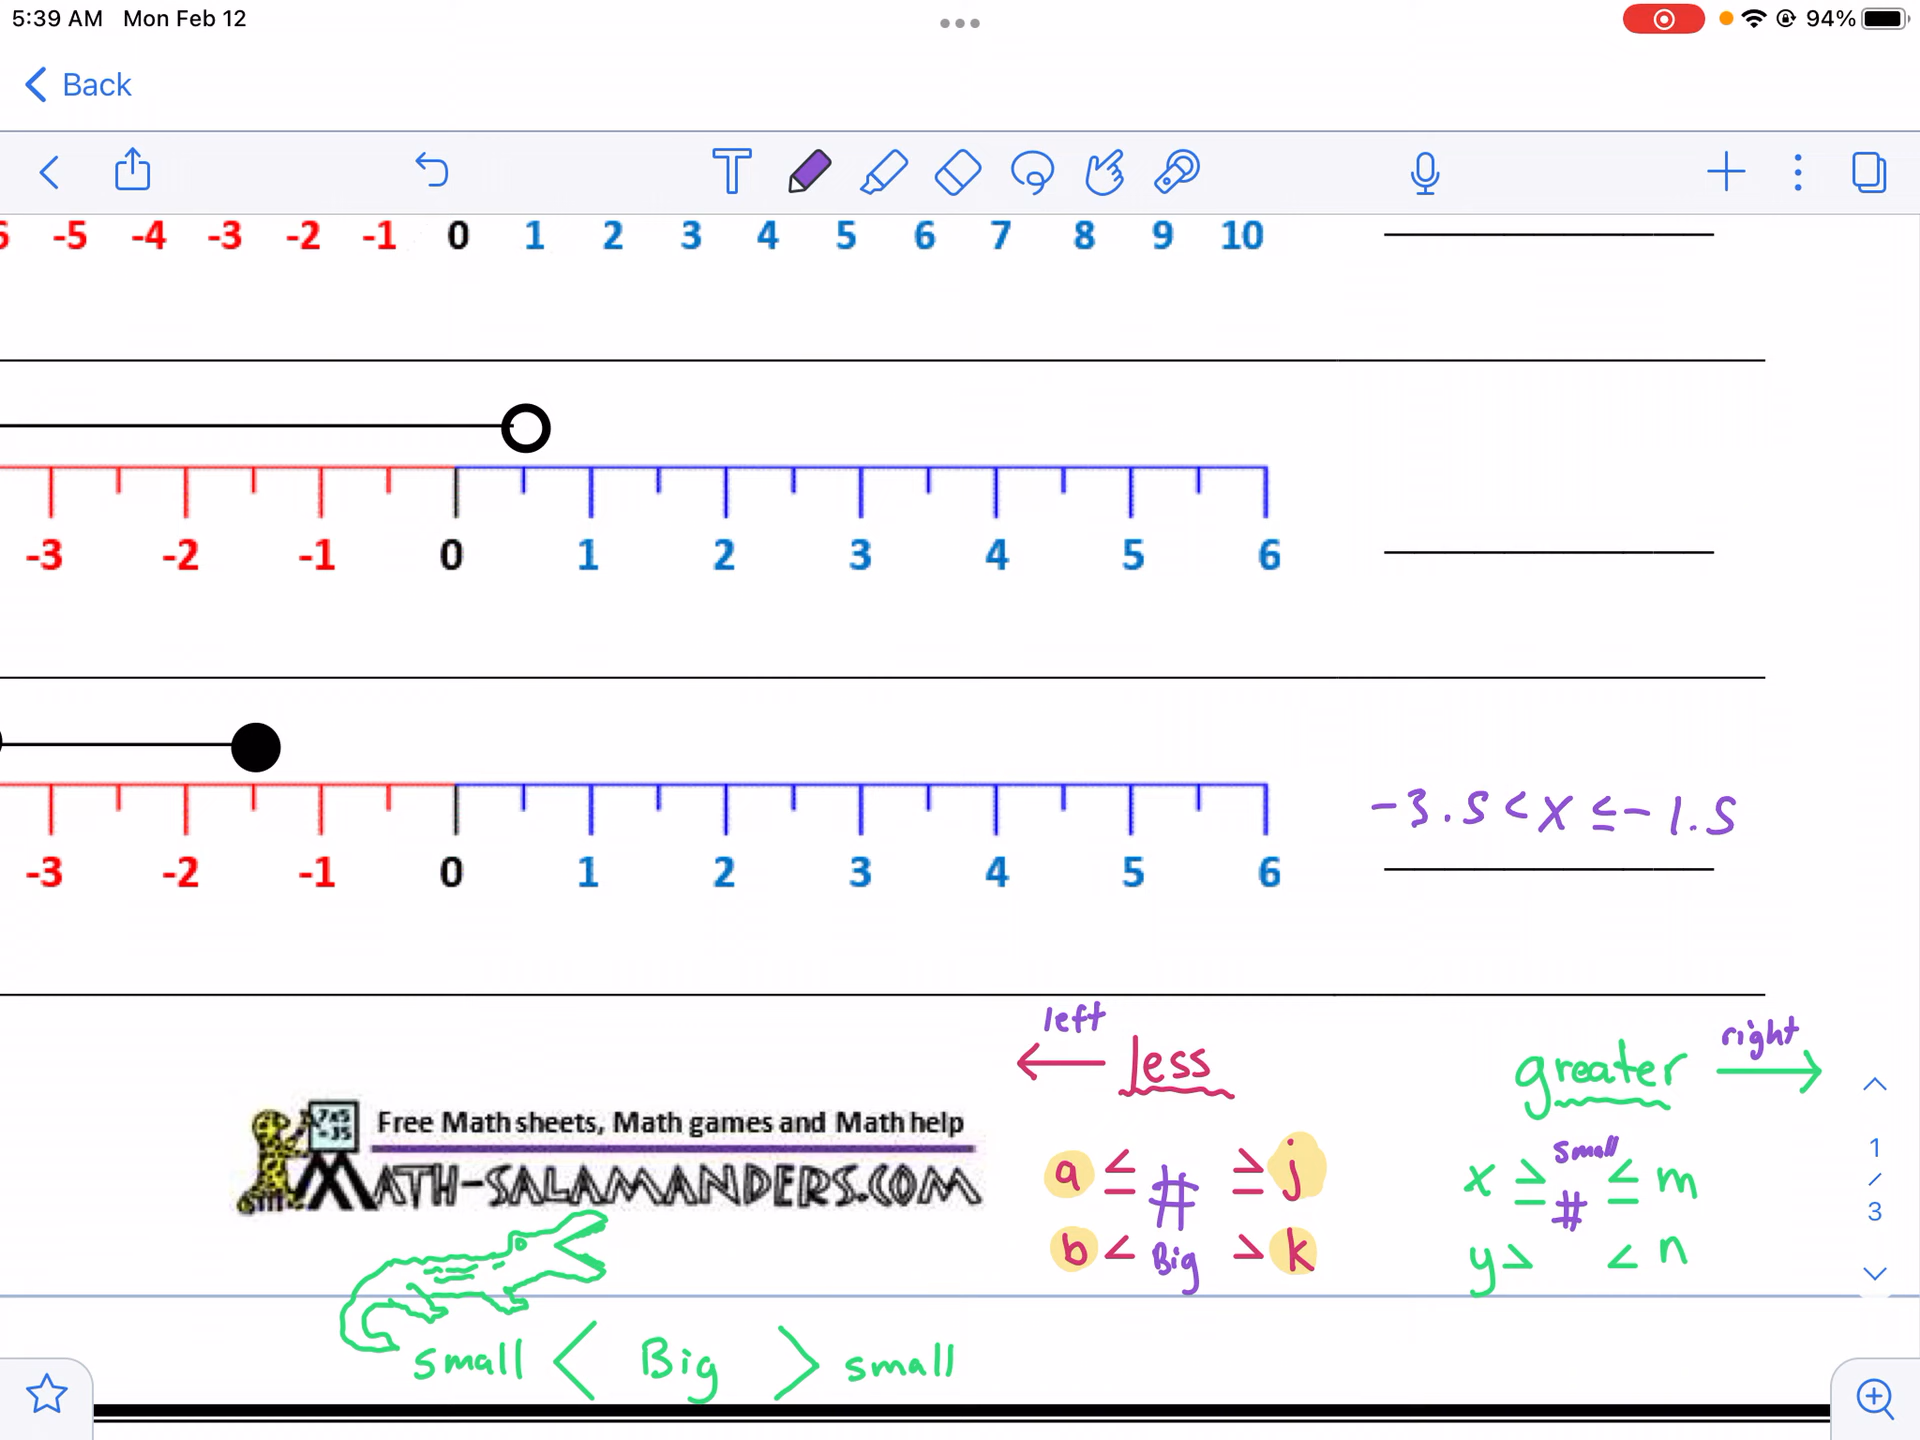 5:39 AM Mon Feb 12 94%
Back
-5 -4 -3 -2 -1 0 1 2 3 4 5 6 7 8 9 10
-3 -2 -1 0 1 2 3 4 5 6
-3.5 < x ≤ -1.5
-3 -2 -1 0 1 2 3 4 5 6
left
← less
right
greater →
7x5
=35
Free Math sheets, Math games and Math help
MATH-SALAMANDERS.COM
a ≤ # ≥ j
b < Big > k
small
x ≥ # ≤ m
y > < n
1
/
3
small < Big > small